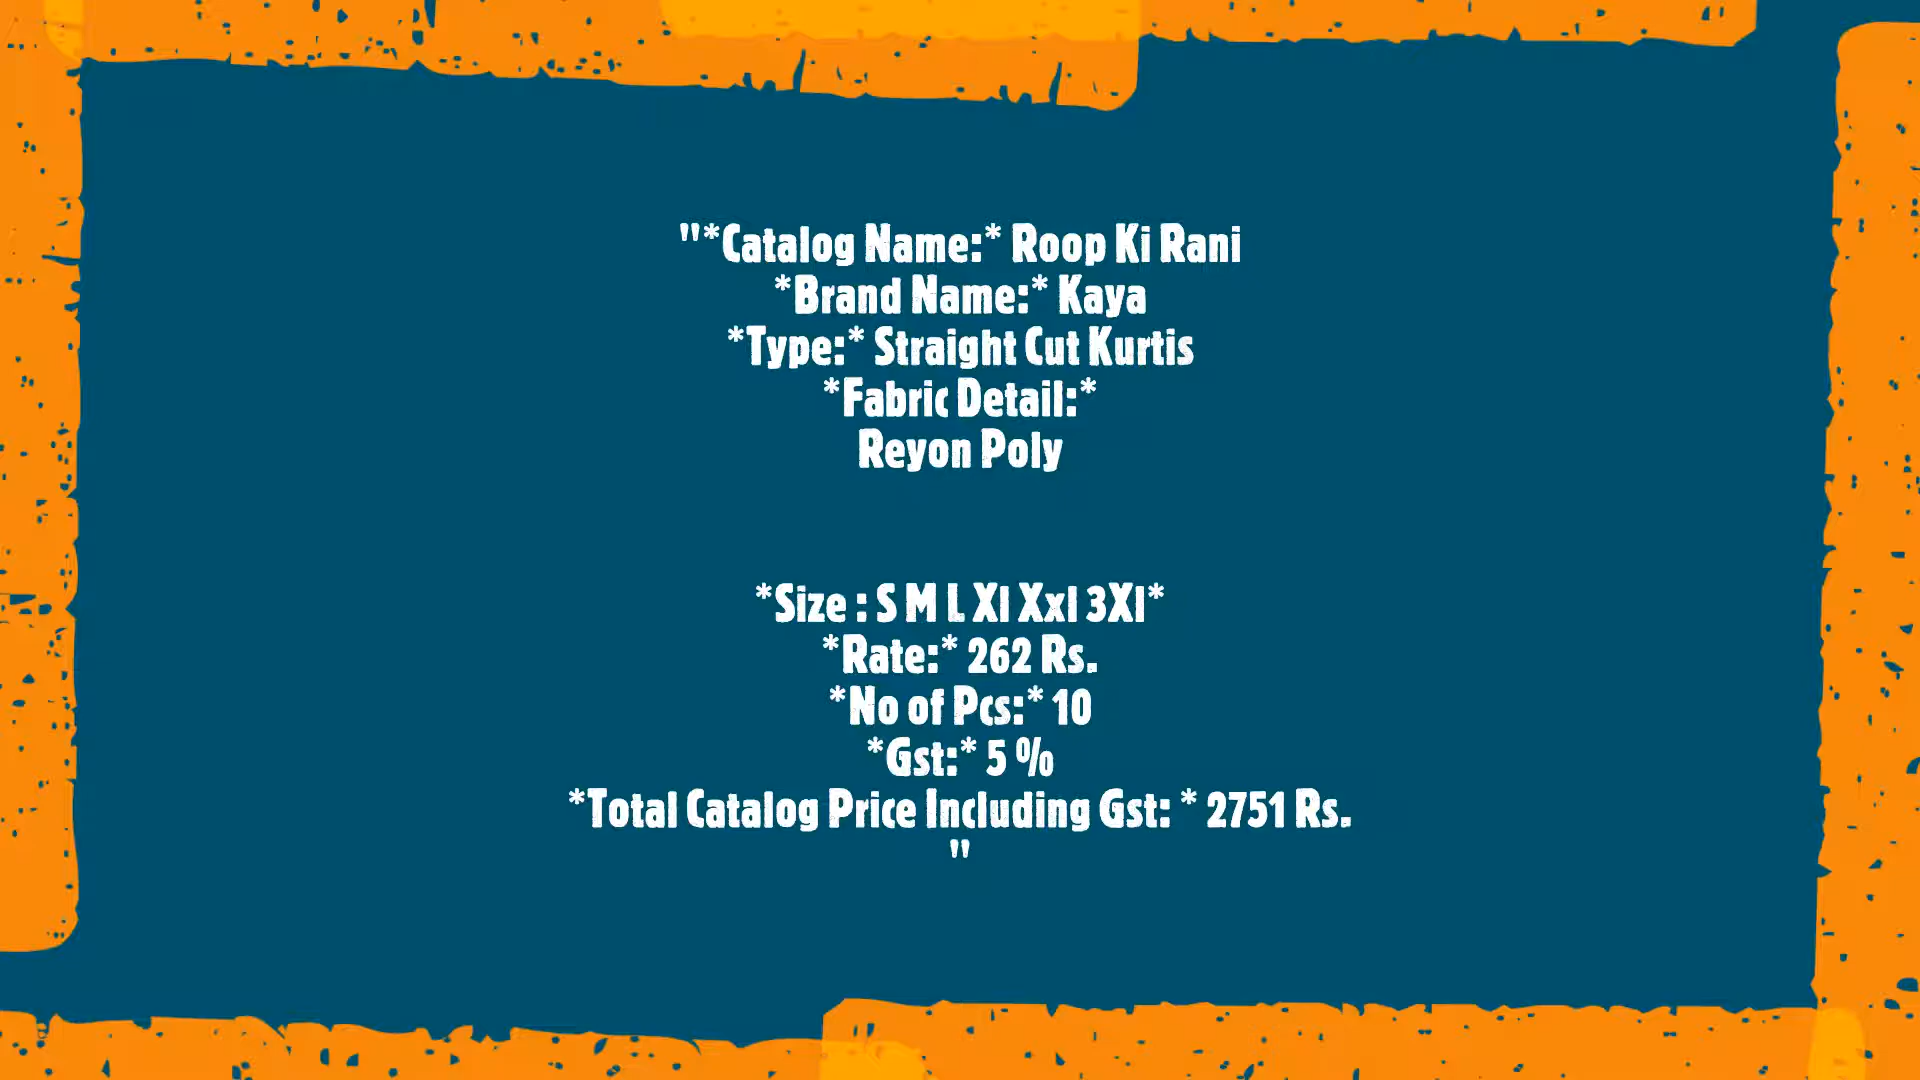 "*Catalog Name:* Roop Ki Rani
*Brand Name:* Kaya
*Type:* Straight Cut Kurtis
*Fabric Detail:*
Reyon Poly
*Size : S M L Xl Xxl 3Xl*
*Rate:* 262 Rs.
*No of Pcs:* 10
*Gst:* 5 %
*Total Catalog Price Including Gst: * 2751 Rs.
"